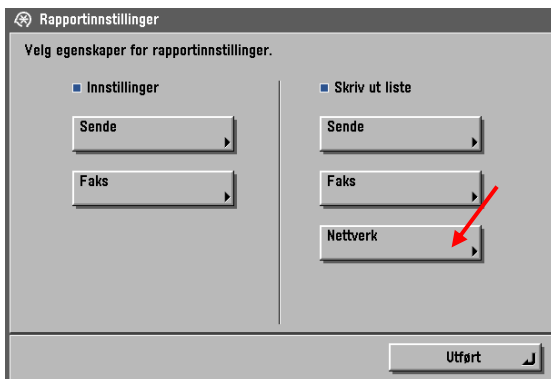 Rapportinnstillinger
Velg egenskaper for rapportinnstillinger.
Innstillinger
Sende
Faks
Skriv ut liste
Sende
Faks
Nettverk
Utført